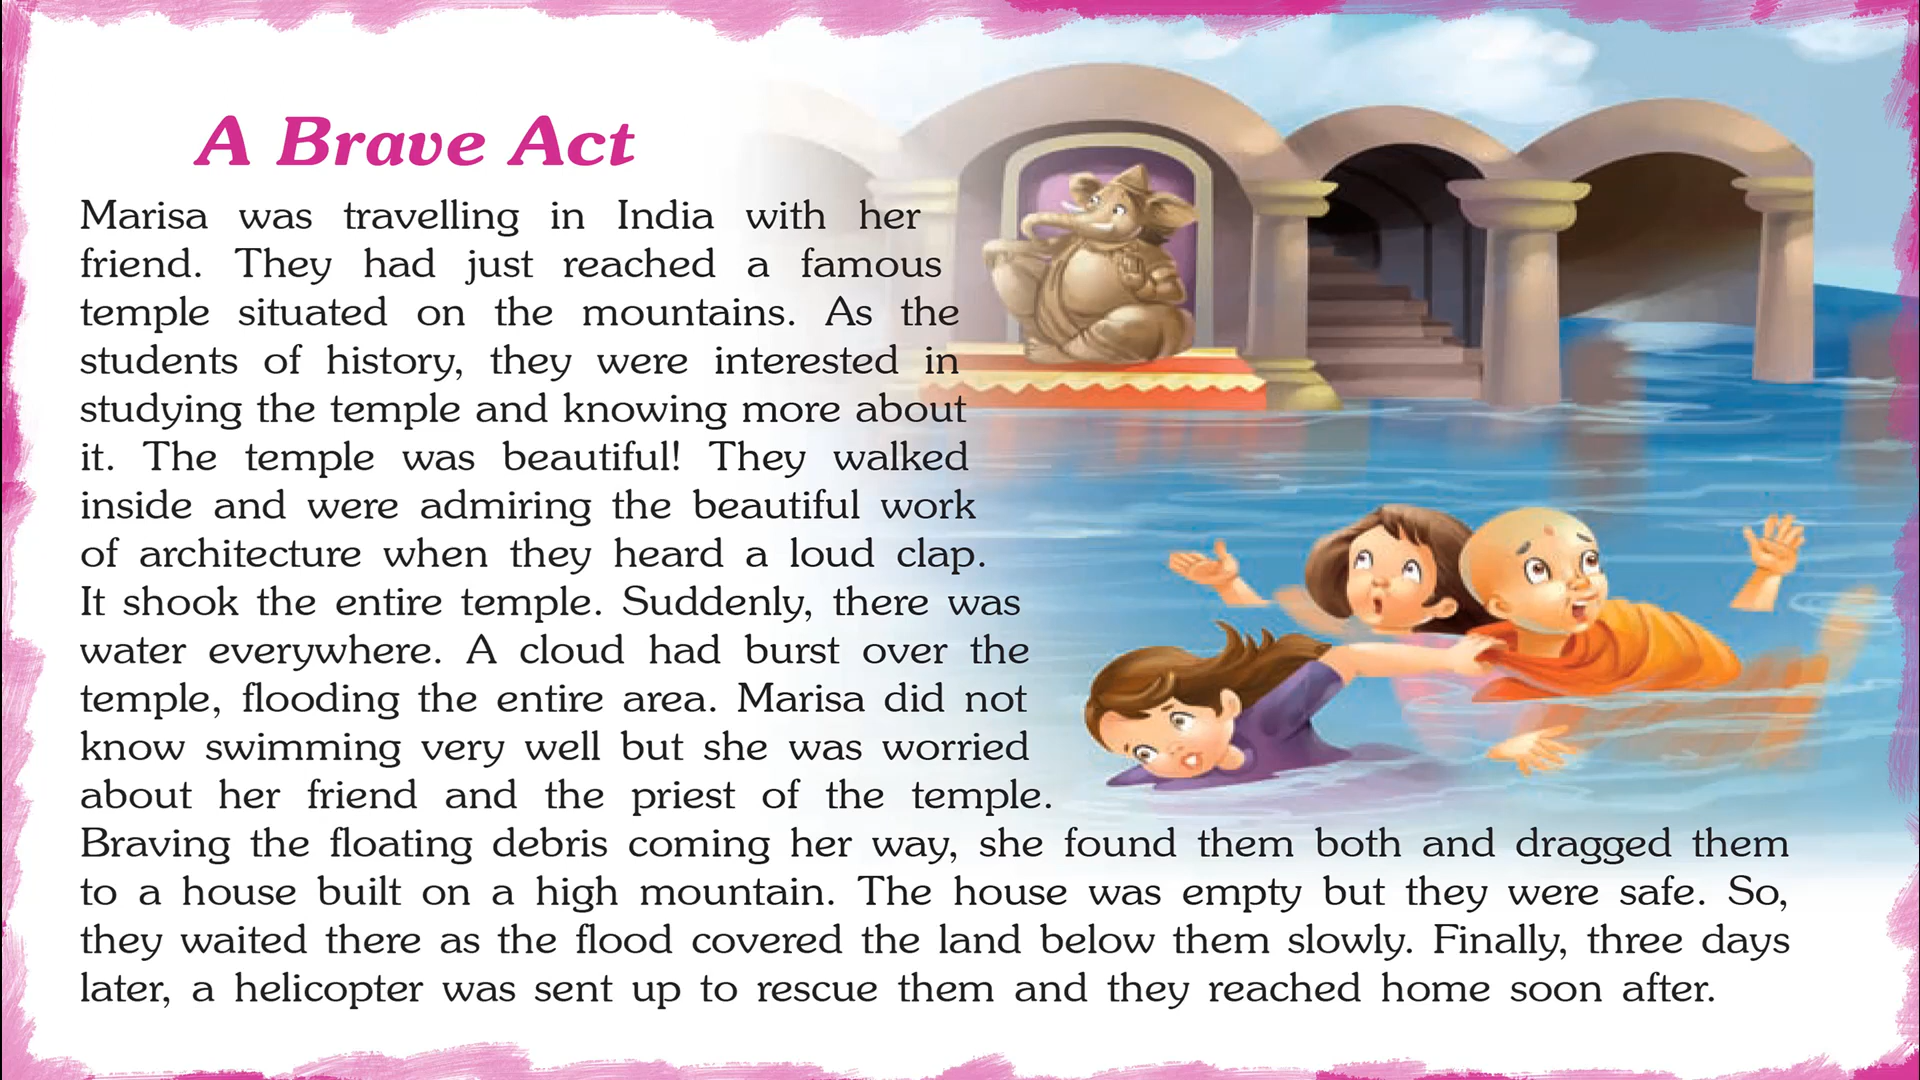 A Brave Act
Marisa was travelling in India with her
friend. They had just reached a famous
temple situated on the mountains. As the
students of history, they were interested in
studying the temple and knowing more about
it. The temple was beautiful! They walked
inside and were admiring the beautiful work
of architecture when they heard a loud clap.
It shook the entire temple. Suddenly, there was
water everywhere. A cloud had burst over the
temple, flooding the entire area. Marisa did not
know swimming very well but she was worried
about her friend and the priest of the temple.
Braving the floating debris coming her way, she found them both and dragged them
to a house built on a high mountain. The house was empty but they were safe. So,
they waited there as the flood covered the land below them slowly. Finally, three days
later, a helicopter was sent up to rescue them and they reached home soon after.